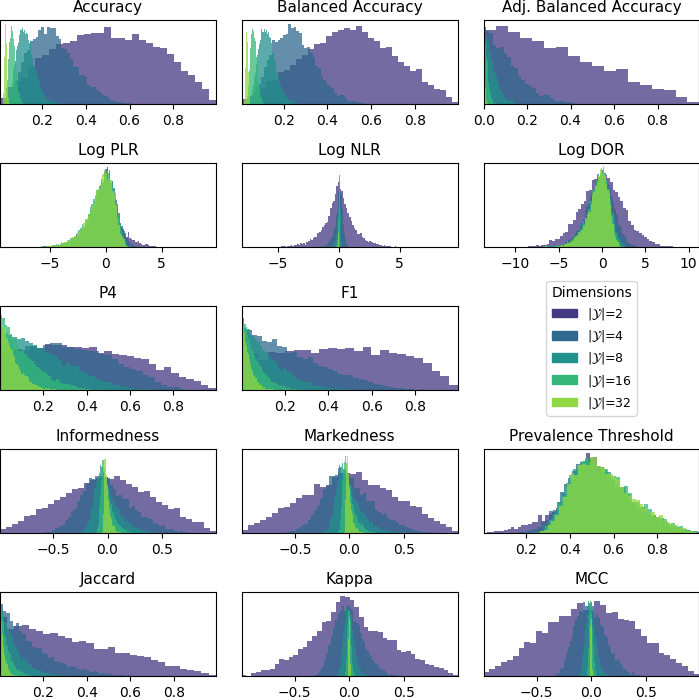 Accuracy
Balanced Accuracy
Adj. Balanced Accuracy
0.2 0.4 0.6 0.8
0.2 0.4 0.6 0.8
0.0 0.2 0.4 0.6 0.8
Log PLR
Log NLR
Log DOR
−5 0 5
−5 0 5
−10 −5 0 5 10
P4
F1
Dimensions
|𝒴|=2
|𝒴|=4
|𝒴|=8
|𝒴|=16
|𝒴|=32
0.2 0.4 0.6 0.8
0.2 0.4 0.6 0.8
Informedness
Markedness
Prevalence Threshold
−0.5 0.0 0.5
−0.5 0.0 0.5
0.2 0.4 0.6 0.8
Jaccard
Kappa
MCC
0.2 0.4 0.6 0.8
−0.5 0.0 0.5
−0.5 0.0 0.5